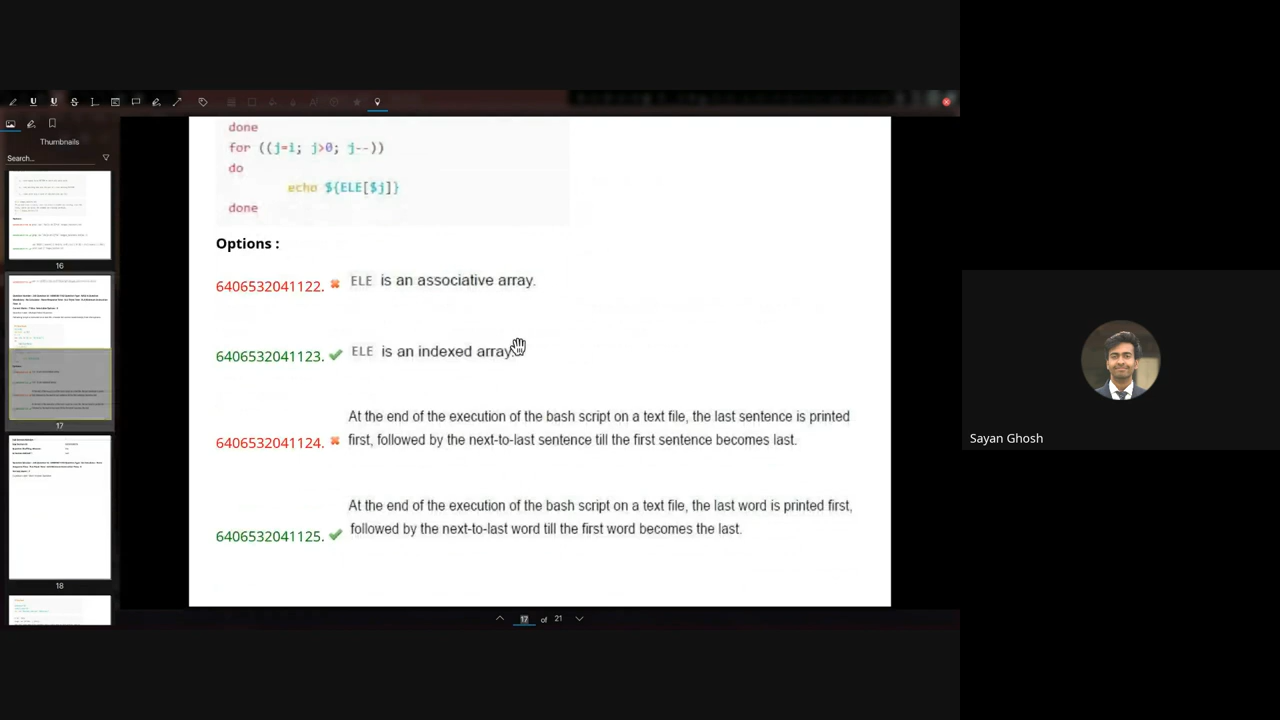 Thumbnails
Search...
16
17
18
done
for ((j=i; j>0; j--))
do
echo ${ELE[$j]}
done
Options :
6406532041122. ELE is an associative array.
6406532041123. ELE is an indexed array.
At the end of the execution of the bash script on a text file, the last sentence is printed
6406532041124. first, followed by the next-to-last sentence till the first sentence becomes last.
At the end of the execution of the bash script on a text file, the last word is printed first,
6406532041125. followed by the next-to-last word till the first word becomes the last.
17 of 21
Sayan Ghosh